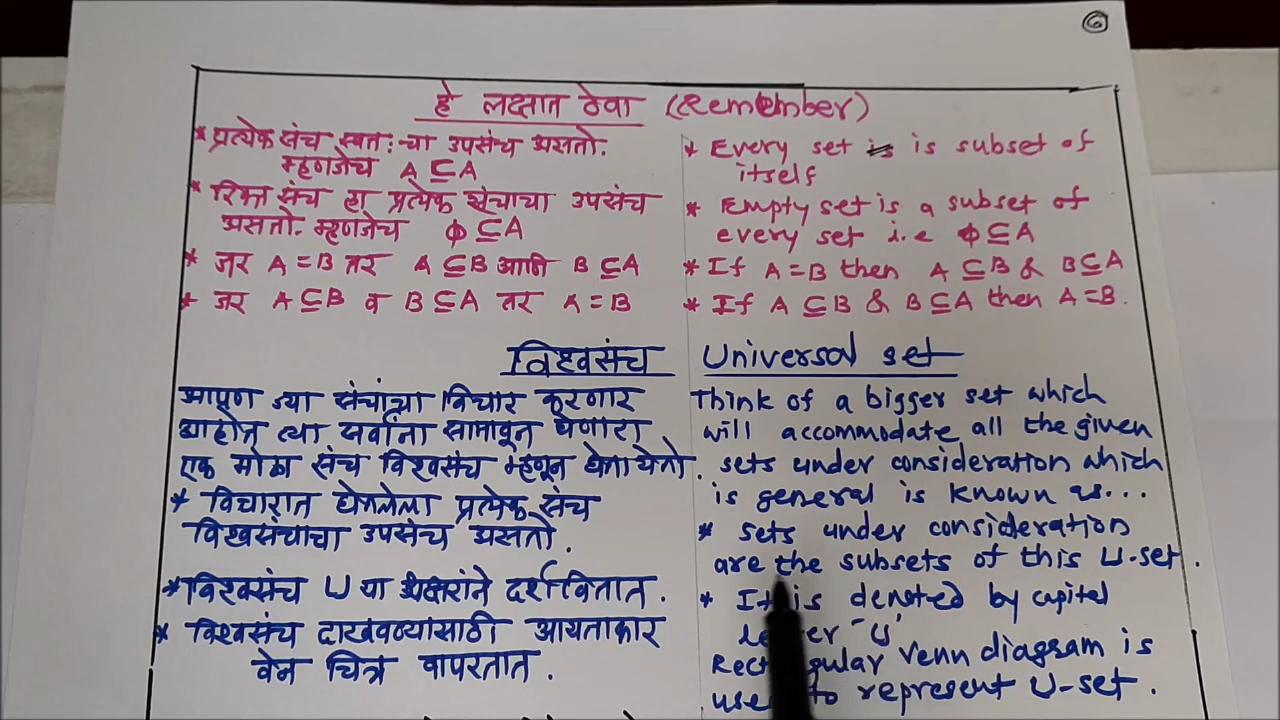 6
हे लक्षात ठेवा (Remember)
* प्रत्येक संच स्वतः-चा उपसंच असतो.
म्हणजेच A ⊆ A
* रिक्त संच हा प्रत्येक संचाचा उपसंच
असतो. म्हणजेच ϕ ⊆ A
* जर A = B तर A ⊆ B आणि B ⊆ A
* जर A ⊆ B व B ⊆ A तर A = B
* Every set is is subset of
itself
* Empty set is a subset of
every set i.e ϕ ⊆ A
* If A = B then A ⊆ B & B ⊆ A
* If A ⊆ B & B ⊆ A then A = B.
विश्वसंच
आपण ज्या संचांचा विचार करणार
आहोत त्या सर्वांना सामावून घेणारा
एक मोठा संच विश्वसंच म्हणून घेता येतो.
* विचारात घेतलेला प्रत्येक संच
विश्वसंचाचा उपसंच असतो.
* विश्वसंच U या अक्षरांने दर्शवितात.
* विश्वसंच दाखवण्यासाठी आयताकार
वेन चित्र वापरतात.
Universal set
Think of a bigger set which
will accommodate all the given
sets under consideration which
is general is known as...
* sets under consideration
are the subsets of this U-set.
* It is denoted by capital
letter 'U'
Rectangular venn diagram is
used to represent U-set.